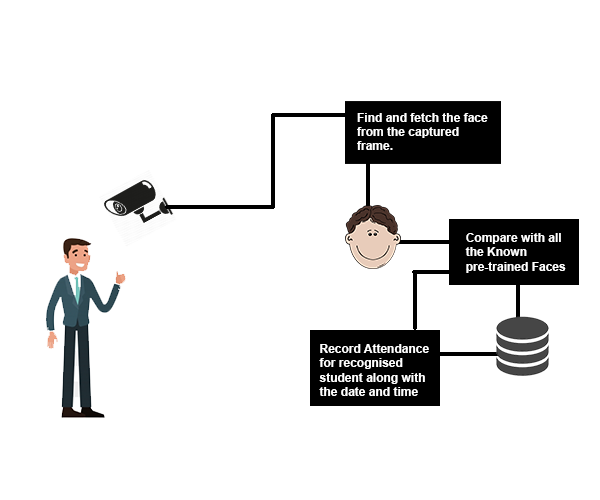 Find and fetch the face
from the captured
frame.
Compare with all
the Known
pre-trained Faces
Record Attendance
for recognised
student along with
the date and time